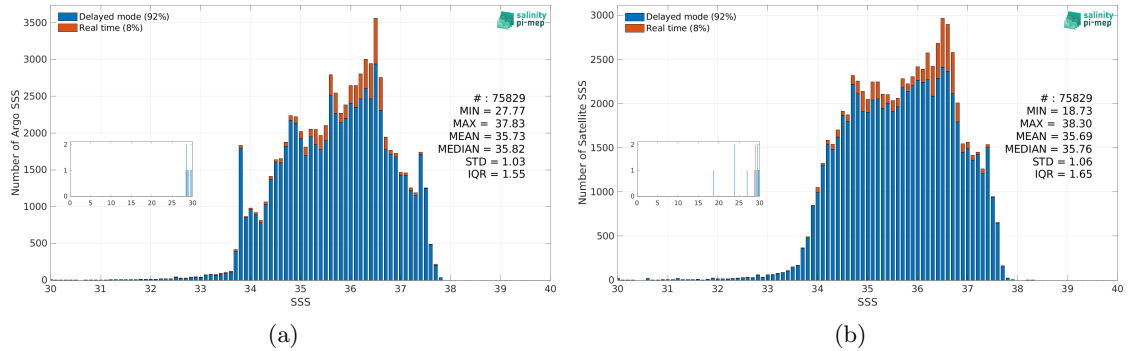 Delayed mode (92%)
Real time (8%)
salinity
pi-mep
# : 75829
MIN = 27.77
MAX = 37.83
MEAN = 35.73
MEDIAN = 35.82
STD = 1.03
IQR = 1.55
Number of Argo SSS
3500
3000
2500
2000
1500
1000
500
0
2
1
0
0 5 10 15 20 25 30
30 31 32 33 34 35 36 37 38 39 40
SSS
(a)
Delayed mode (92%)
Real time (8%)
salinity
pi-mep
# : 75829
MIN = 18.73
MAX = 38.30
MEAN = 35.69
MEDIAN = 35.76
STD = 1.06
IQR = 1.65
Number of Satellite SSS
3000
2500
2000
1500
1000
500
0
2
1
0
0 5 10 15 20 25 30
30 31 32 33 34 35 36 37 38 39 40
SSS
(b)